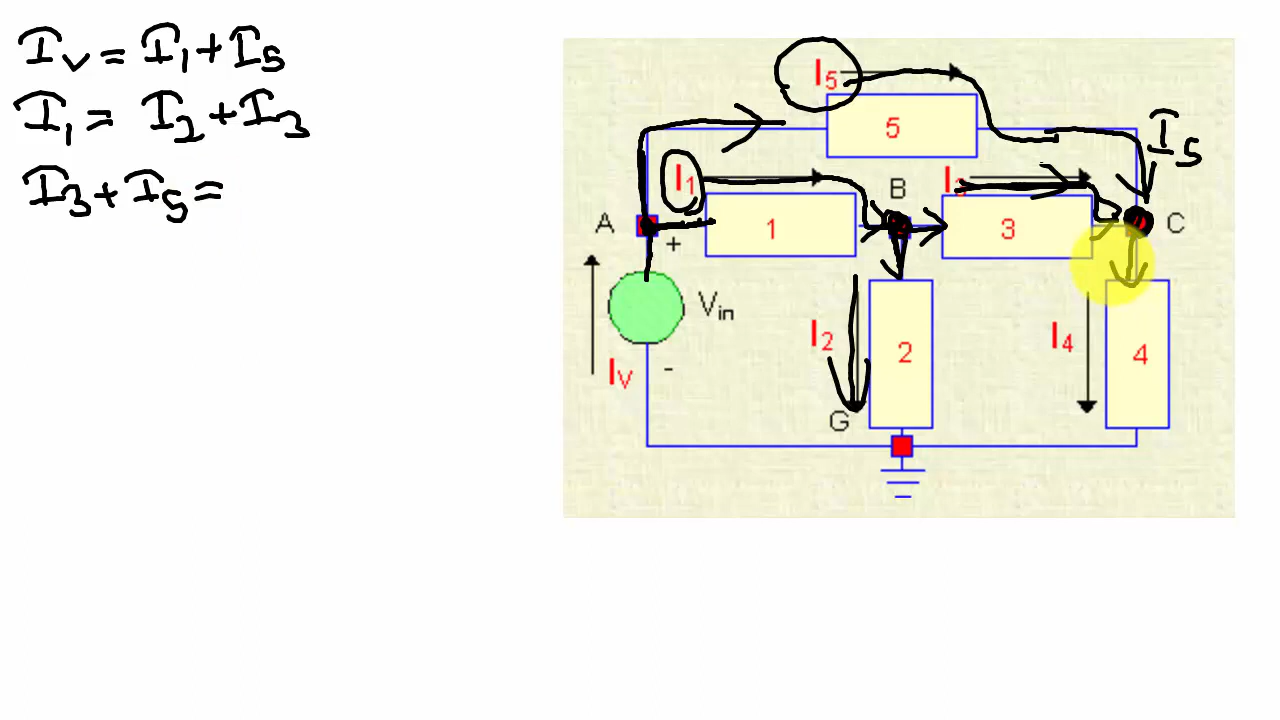 Iv = I1 + I5
I1 = I2 + I3
I3 + I5 =
I5
5
I5
I1
B
I3
A
+
1
3
C
Vin
I2
2
I4
4
IV
-
G